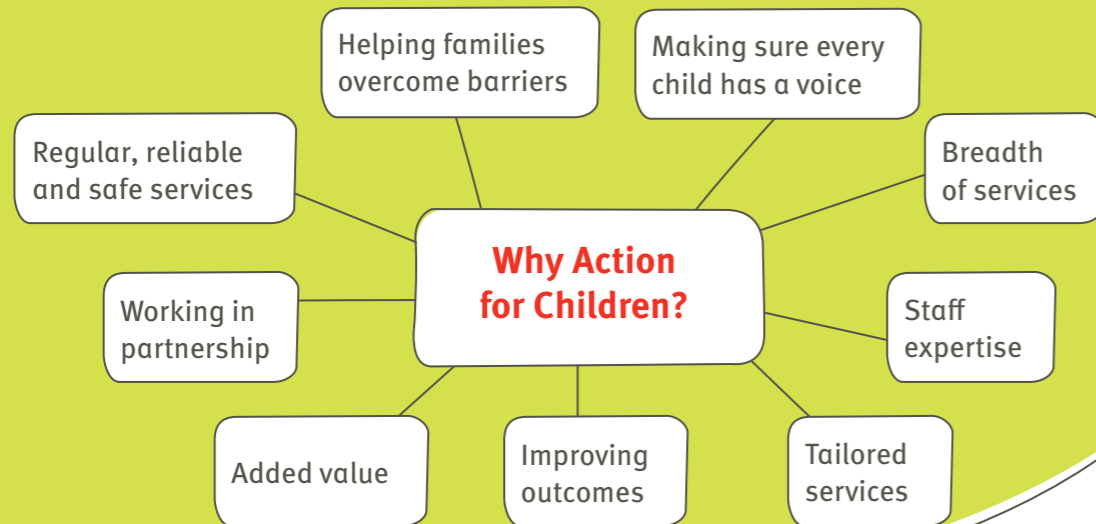 Helping families
overcome barriers
Making sure every
child has a voice
Regular, reliable
and safe services
Breadth
of services
Why Action
for Children?
Working in
partnership
Staff
expertise
Added value
Improving
outcomes
Tailored
services